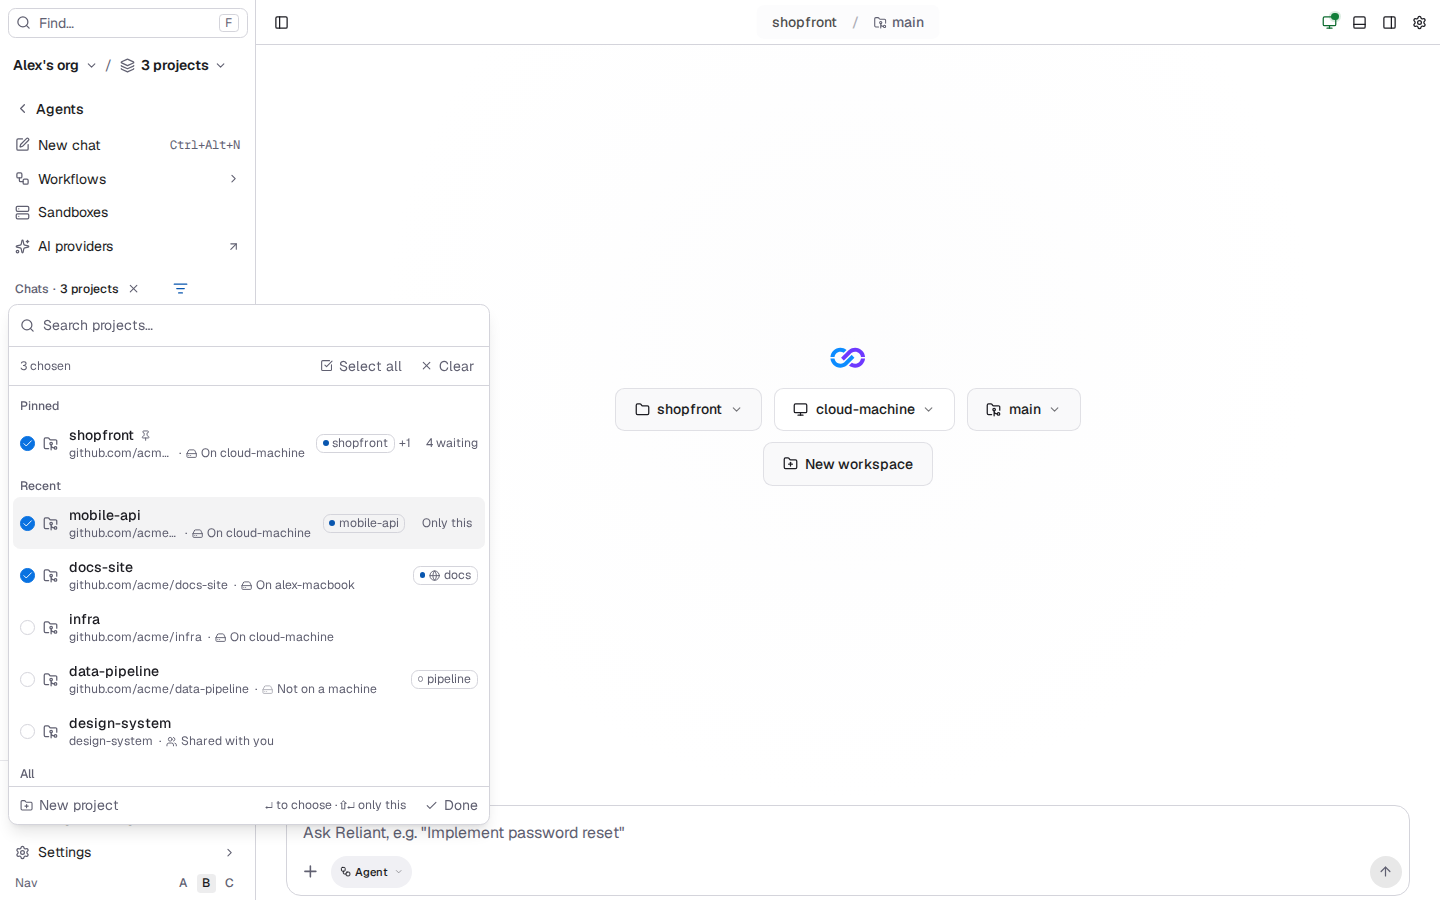 Find...
F
shopfront / main
Alex's org / 3 projects
Agents
New chat Ctrl+Alt+N
Workflows
Sandboxes
AI providers
Chats · 3 projects
Search projects...
3 chosen Select all Clear
Pinned
shopfront
github.com/acm... · On cloud-machine
shopfront +1 4 waiting
Recent
mobile-api
github.com/acme... · On cloud-machine
mobile-api Only this
docs-site
github.com/acme/docs-site · On alex-macbook
docs
infra
github.com/acme/infra · On cloud-machine
data-pipeline
github.com/acme/data-pipeline · Not on a machine
pipeline
design-system
design-system · Shared with you
All
New project ↵ to choose · ⇧↵ only this Done
Settings
Nav A B C
shopfront cloud-machine main
New workspace
Ask Reliant, e.g. "Implement password reset"
Agent